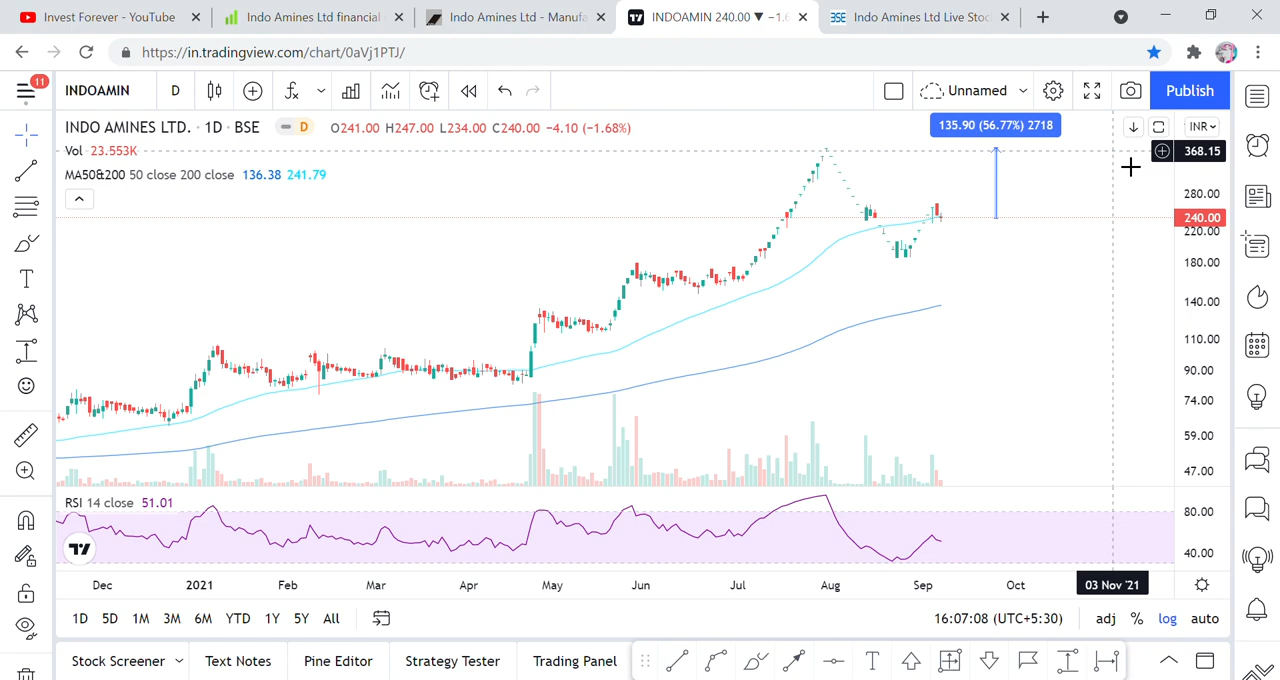 Invest Forever - YouTube
Indo Amines Ltd financial
Indo Amines Ltd - Manufa
INDOAMIN 240.00 ▼ −1.6
BSE Indo Amines Ltd Live Stoc
https://in.tradingview.com/chart/0aVj1PTJ/
11
INDOAMIN D Unnamed Publish
INDO AMINES LTD. · 1D · BSE D O241.00 H247.00 L234.00 C240.00 −4.10 (−1.68%)
135.90 (56.77%) 2718
INR
Vol 23.553K
368.15
MA50&200 50 close 200 close 136.38 241.79
280.00
240.00
220.00
180.00
140.00
110.00
90.00
74.00
59.00
47.00
RSI 14 close 51.01
80.00
40.00
Dec 2021 Feb Mar Apr May Jun Jul Aug Sep Oct 03 Nov '21
1D 5D 1M 3M 6M YTD 1Y 5Y All 16:07:08 (UTC+5:30) adj % log auto
Stock Screener Text Notes Pine Editor Strategy Tester Trading Panel